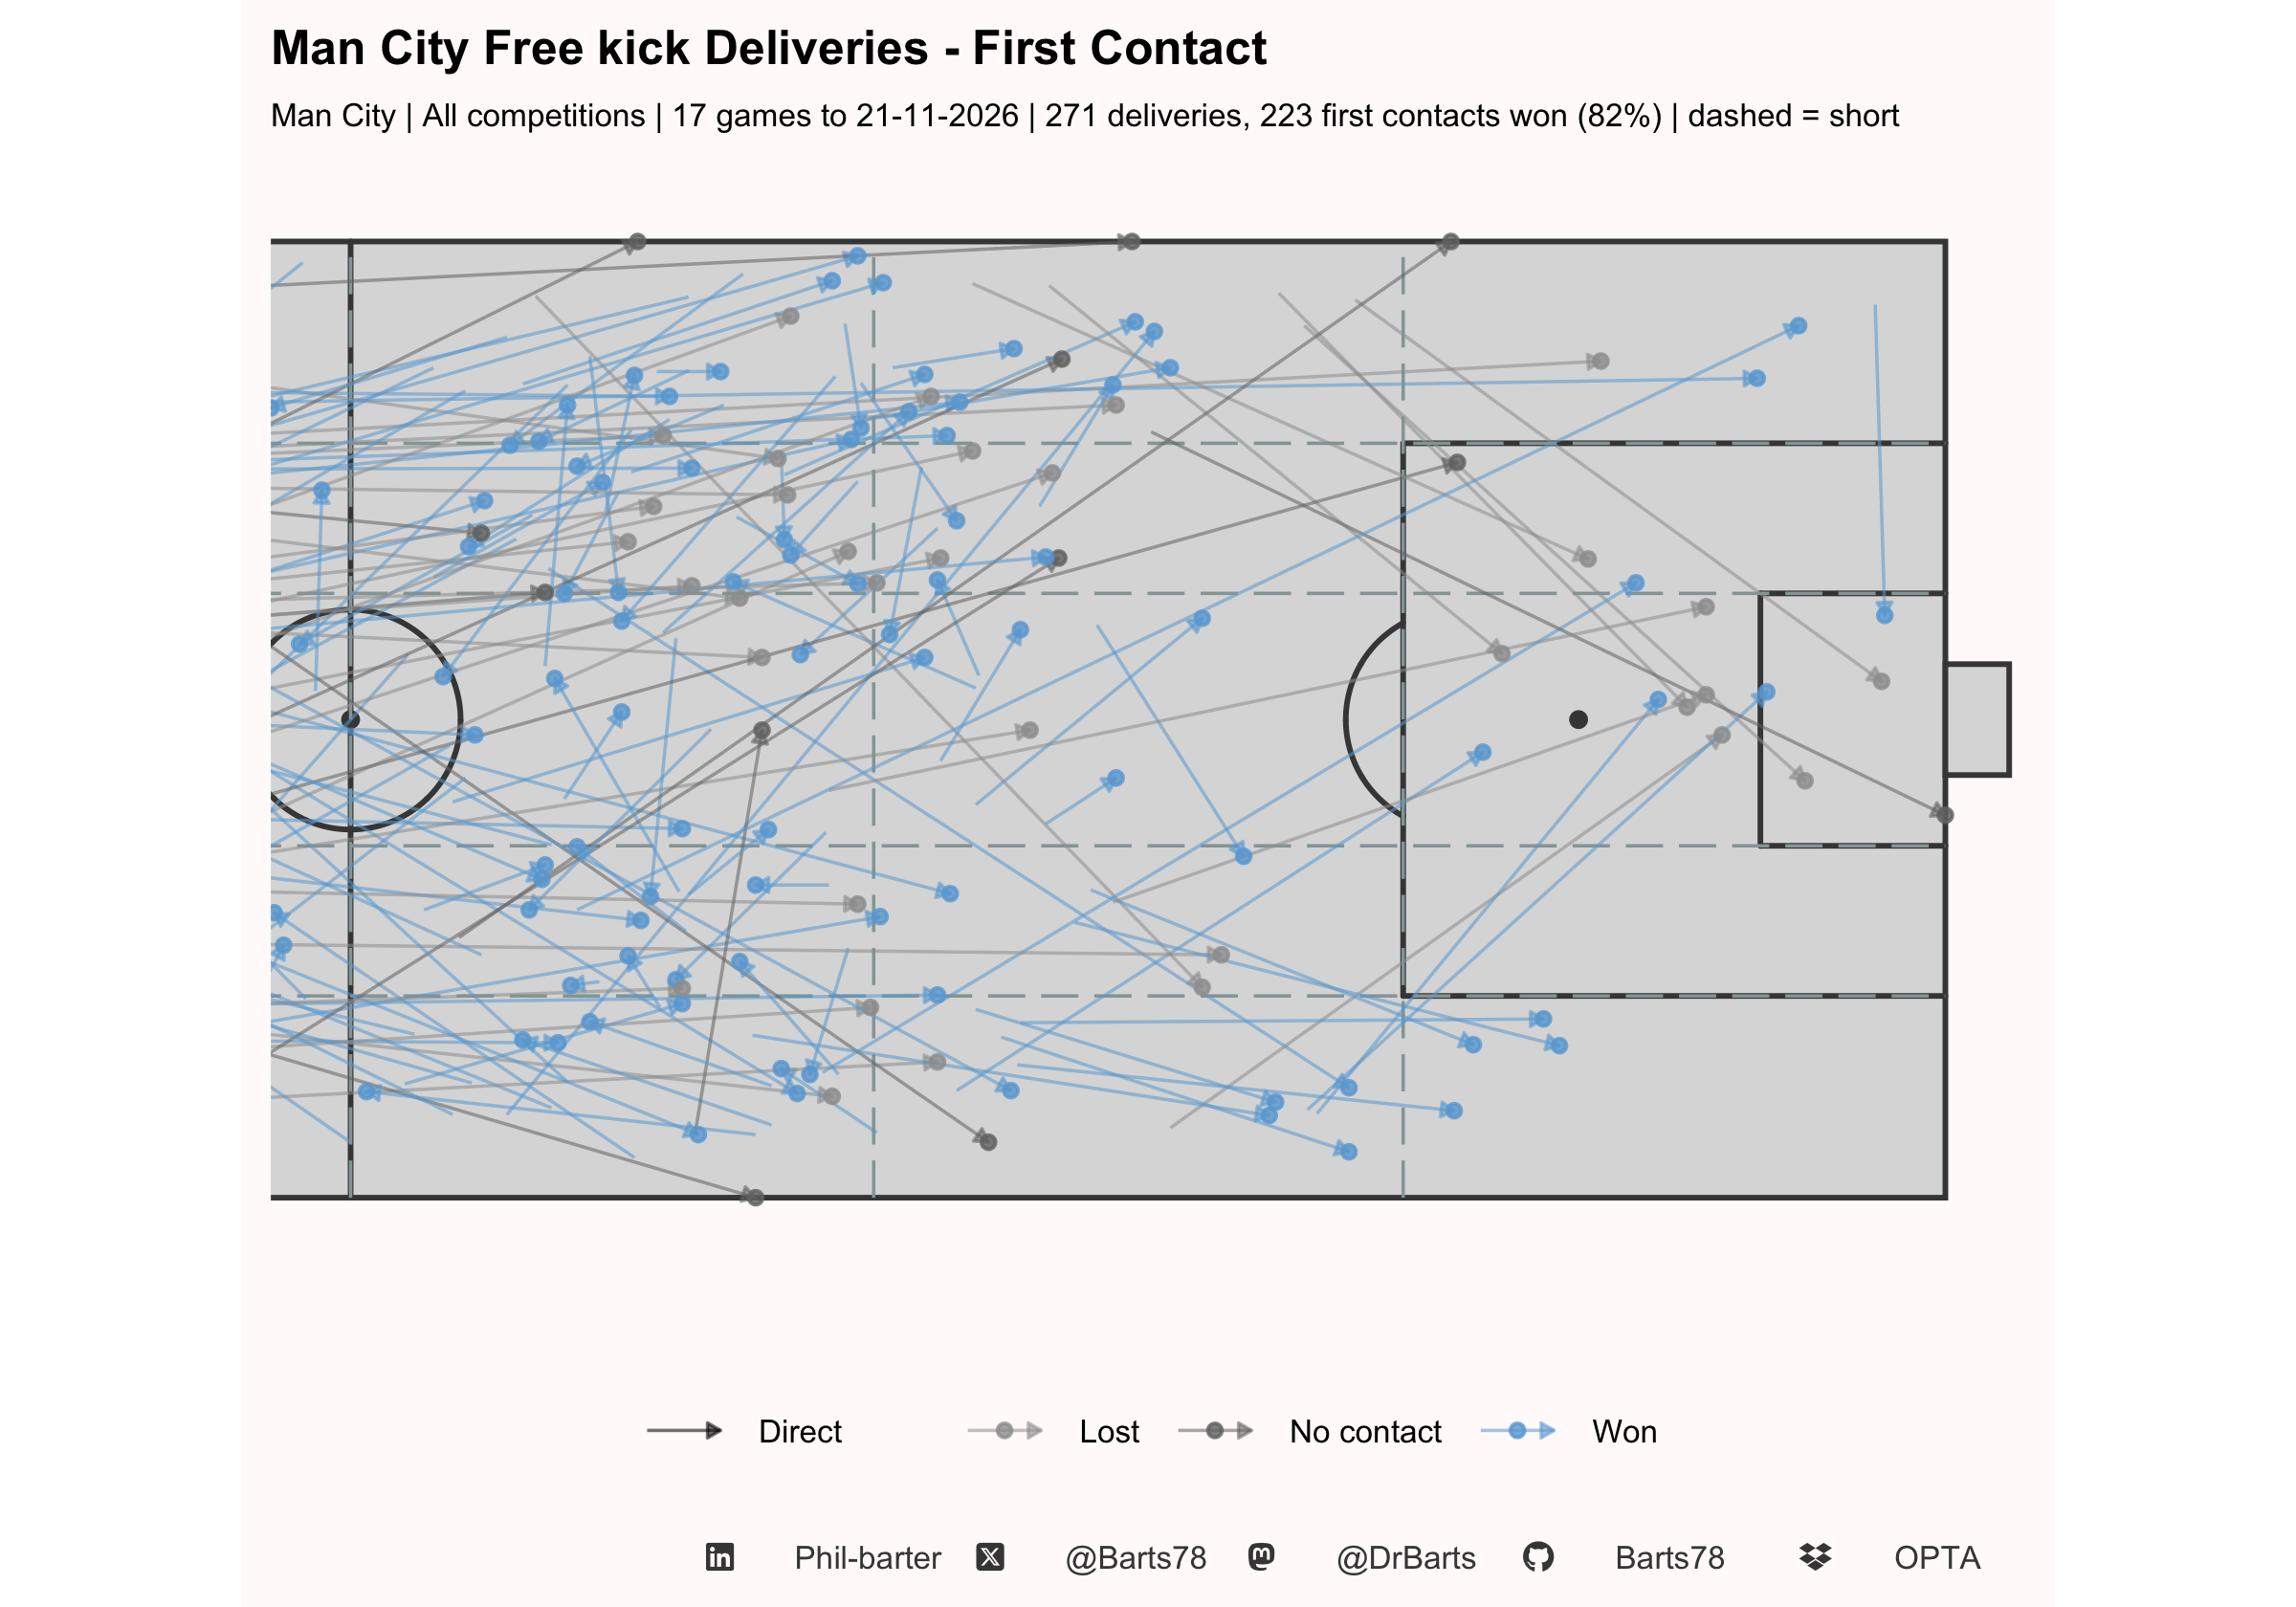 Man City Free kick Deliveries - First Contact
Man City | All competitions | 17 games to 21-11-2026 | 271 deliveries, 223 first contacts won (82%) | dashed = short
Direct Lost No contact Won
Phil-barter @Barts78 @DrBarts Barts78 OPTA